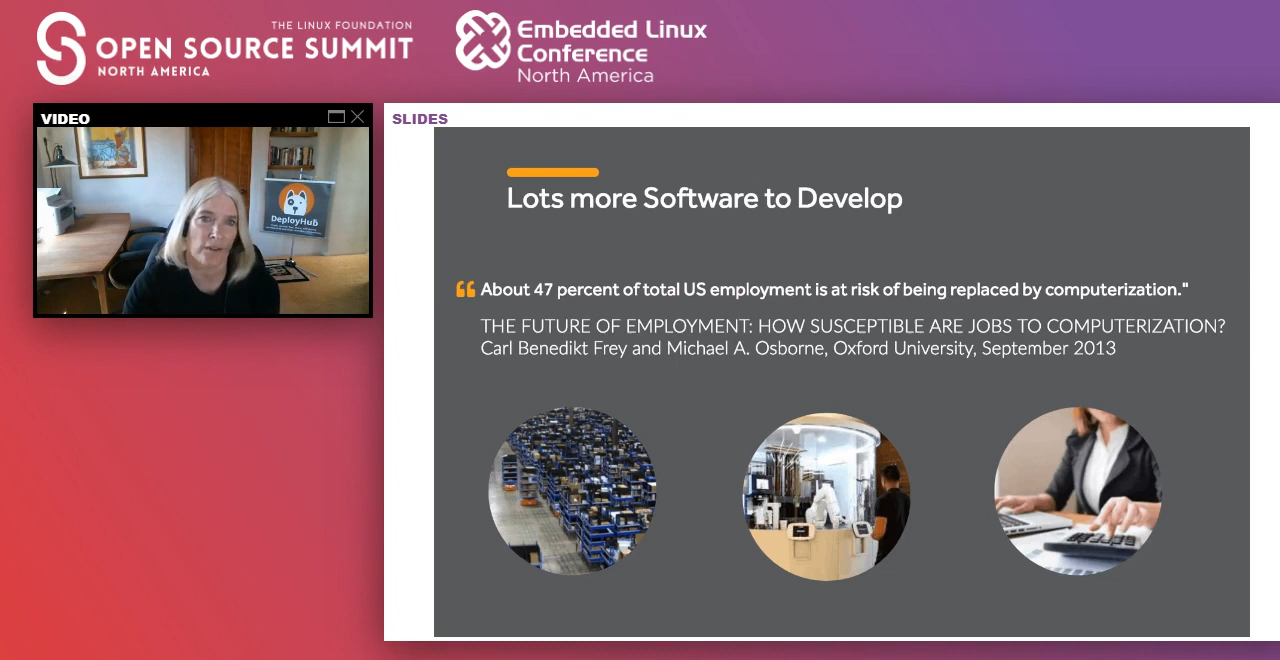 THE LINUX FOUNDATION
OPEN SOURCE SUMMIT
NORTH AMERICA
Embedded Linux
Conference
North America
VIDEO
DeployHub
SLIDES
Lots more Software to Develop
“ About 47 percent of total US employment is at risk of being replaced by computerization."
THE FUTURE OF EMPLOYMENT: HOW SUSCEPTIBLE ARE JOBS TO COMPUTERIZATION?
Carl Benedikt Frey and Michael A. Osborne, Oxford University, September 2013